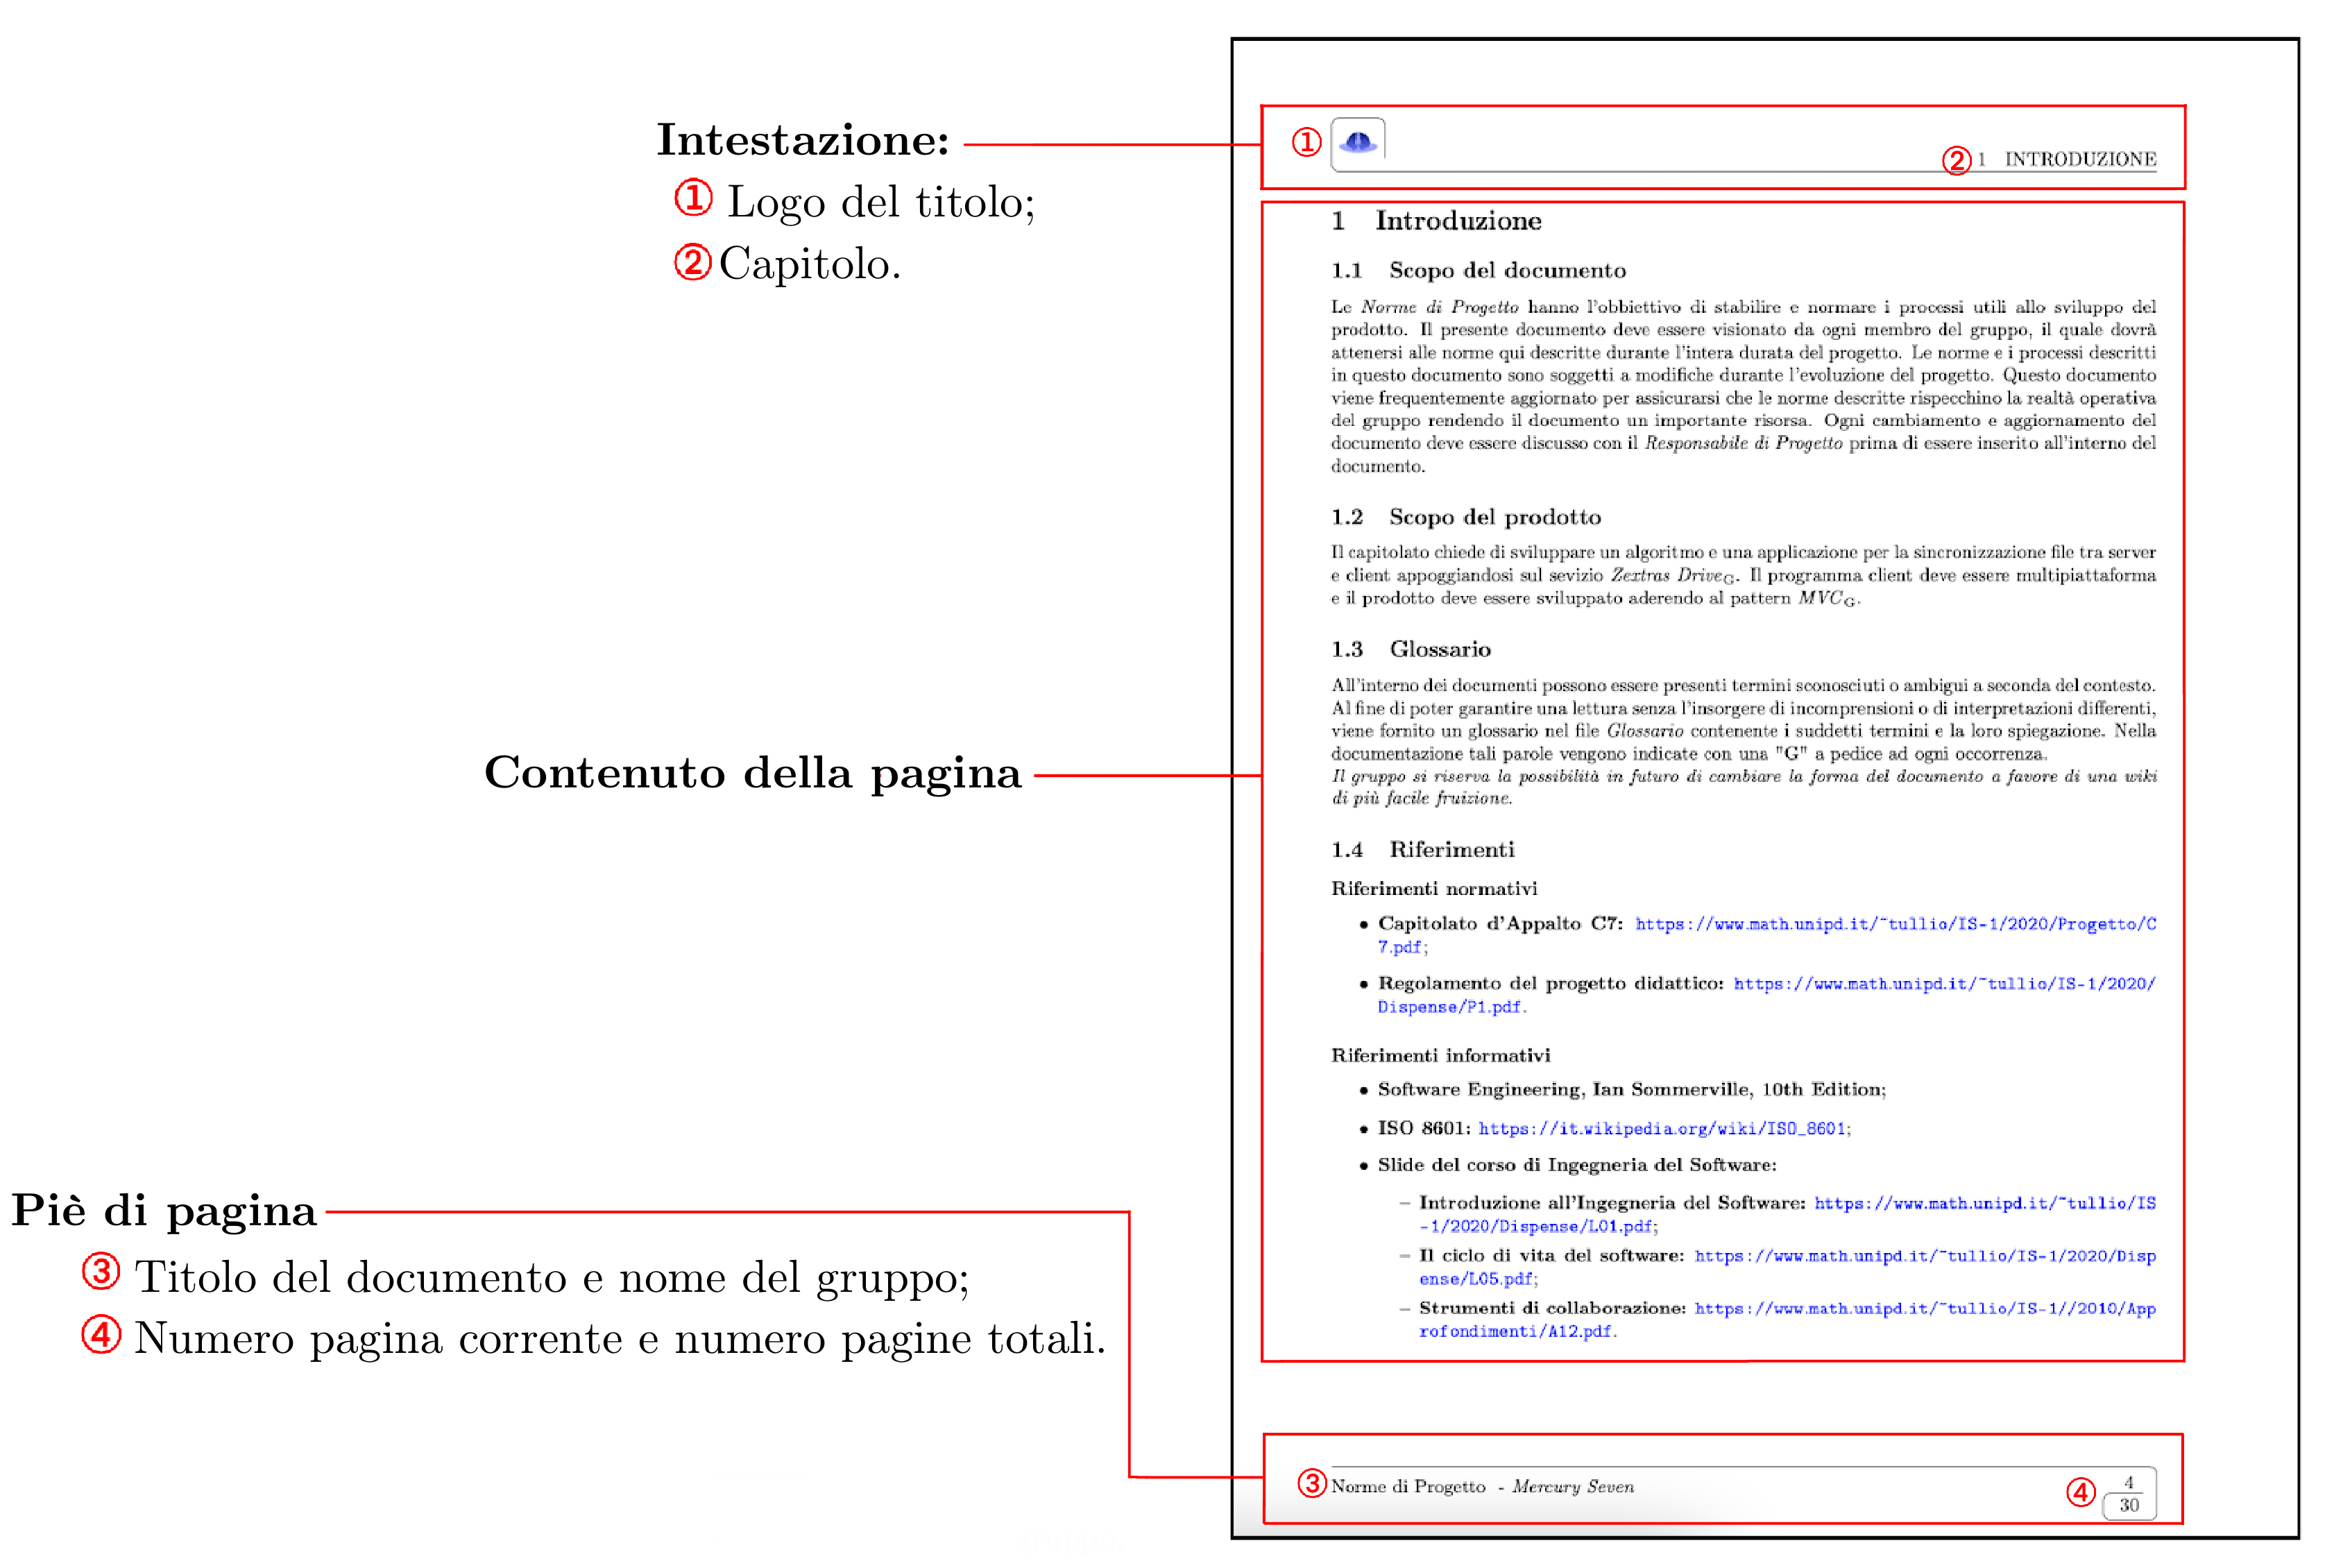 Intestazione:
① Logo del titolo;
② Capitolo.
Contenuto della pagina
Piè di pagina
③ Titolo del documento e nome del gruppo;
④ Numero pagina corrente e numero pagine totali.
①
② 1 INTRODUZIONE
1 Introduzione
1.1 Scopo del documento
Le Norme di Progetto hanno l'obbiettivo di stabilire e normare i processi utili allo sviluppo del
prodotto. Il presente documento deve essere visionato da ogni membro del gruppo, il quale dovrà
attenersi alle norme qui descritte durante l'intera durata del progetto. Le norme e i processi descritti
in questo documento sono soggetti a modifiche durante l'evoluzione del progetto. Questo documento
viene frequentemente aggiornato per assicurarsi che le norme descritte rispecchino la realtà operativa
del gruppo rendendo il documento un importante risorsa. Ogni cambiamento e aggiornamento del
documento deve essere discusso con il Responsabile di Progetto prima di essere inserito all'interno del
documento.
1.2 Scopo del prodotto
Il capitolato chiede di sviluppare un algoritmo e una applicazione per la sincronizzazione file tra server
e client appoggiandosi sul sevizio Zextras DriveG. Il programma client deve essere multipiattaforma
e il prodotto deve essere sviluppato aderendo al pattern MVCG.
1.3 Glossario
All'interno dei documenti possono essere presenti termini sconosciuti o ambigui a seconda del contesto.
Al fine di poter garantire una lettura senza l'insorgere di incomprensioni o di interpretazioni differenti,
viene fornito un glossario nel file Glossario contenente i suddetti termini e la loro spiegazione. Nella
documentazione tali parole vengono indicate con una "G" a pedice ad ogni occorrenza.
Il gruppo si riserva la possibilità in futuro di cambiare la forma del documento a favore di una wiki
di più facile fruizione.
1.4 Riferimenti
Riferimenti normativi
• Capitolato d'Appalto C7: https://www.math.unipd.it/~tullio/IS-1/2020/Progetto/C
7.pdf;
• Regolamento del progetto didattico: https://www.math.unipd.it/~tullio/IS-1/2020/
Dispense/P1.pdf.
Riferimenti informativi
• Software Engineering, Ian Sommerville, 10th Edition;
• ISO 8601: https://it.wikipedia.org/wiki/ISO_8601;
• Slide del corso di Ingegneria del Software:
– Introduzione all'Ingegneria del Software: https://www.math.unipd.it/~tullio/IS
-1/2020/Dispense/L01.pdf;
– Il ciclo di vita del software: https://www.math.unipd.it/~tullio/IS-1/2020/Disp
ense/L05.pdf;
– Strumenti di collaborazione: https://www.math.unipd.it/~tullio/IS-1//2010/App
rofondimenti/A12.pdf.
③ Norme di Progetto - Mercury Seven
④ 4
30